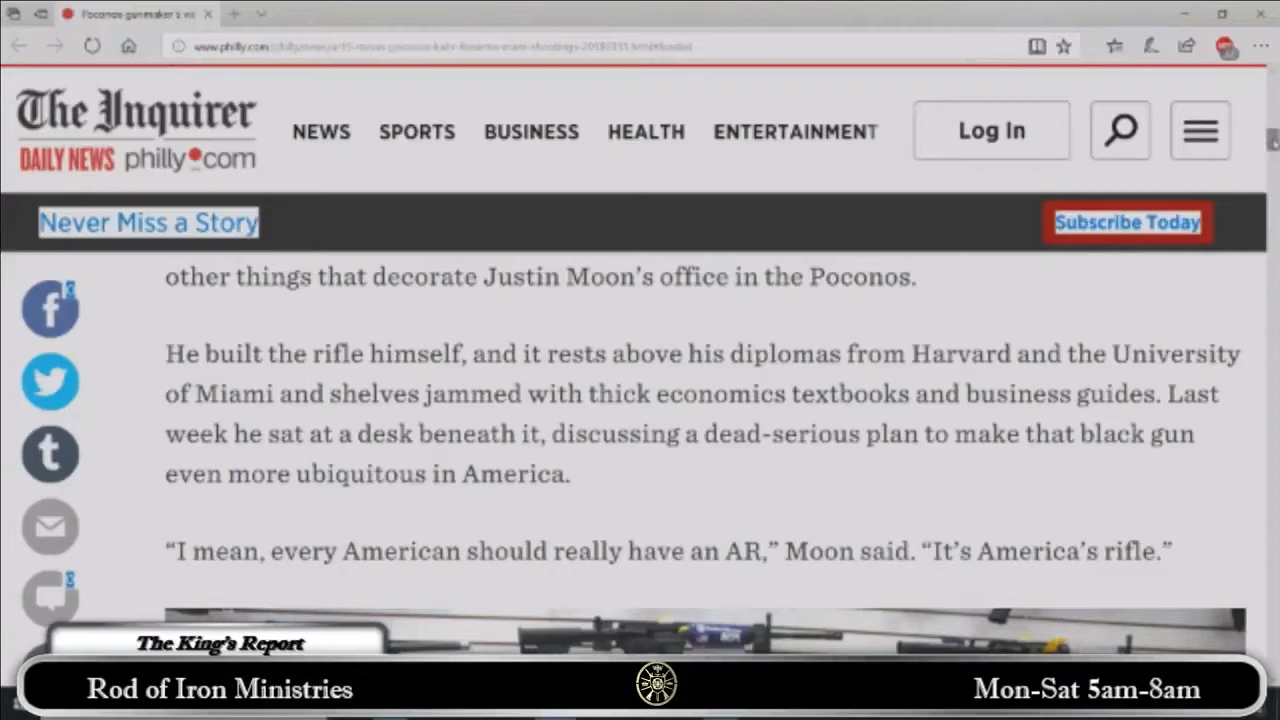 Poconos gunmaker's
www.philly.com
The Inquirer
DAILY NEWS philly.com
NEWS SPORTS BUSINESS HEALTH ENTERTAINMENT Log In
Never Miss a Story
Subscribe Today
other things that decorate Justin Moon's office in the Poconos.
He built the rifle himself, and it rests above his diplomas from Harvard and the University
of Miami and shelves jammed with thick economics textbooks and business guides. Last
week he sat at a desk beneath it, discussing a dead-serious plan to make that black gun
even more ubiquitous in America.
“I mean, every American should really have an AR,” Moon said. “It’s America’s rifle.”
The King's Report
Rod of Iron Ministries
Mon-Sat 5am-8am